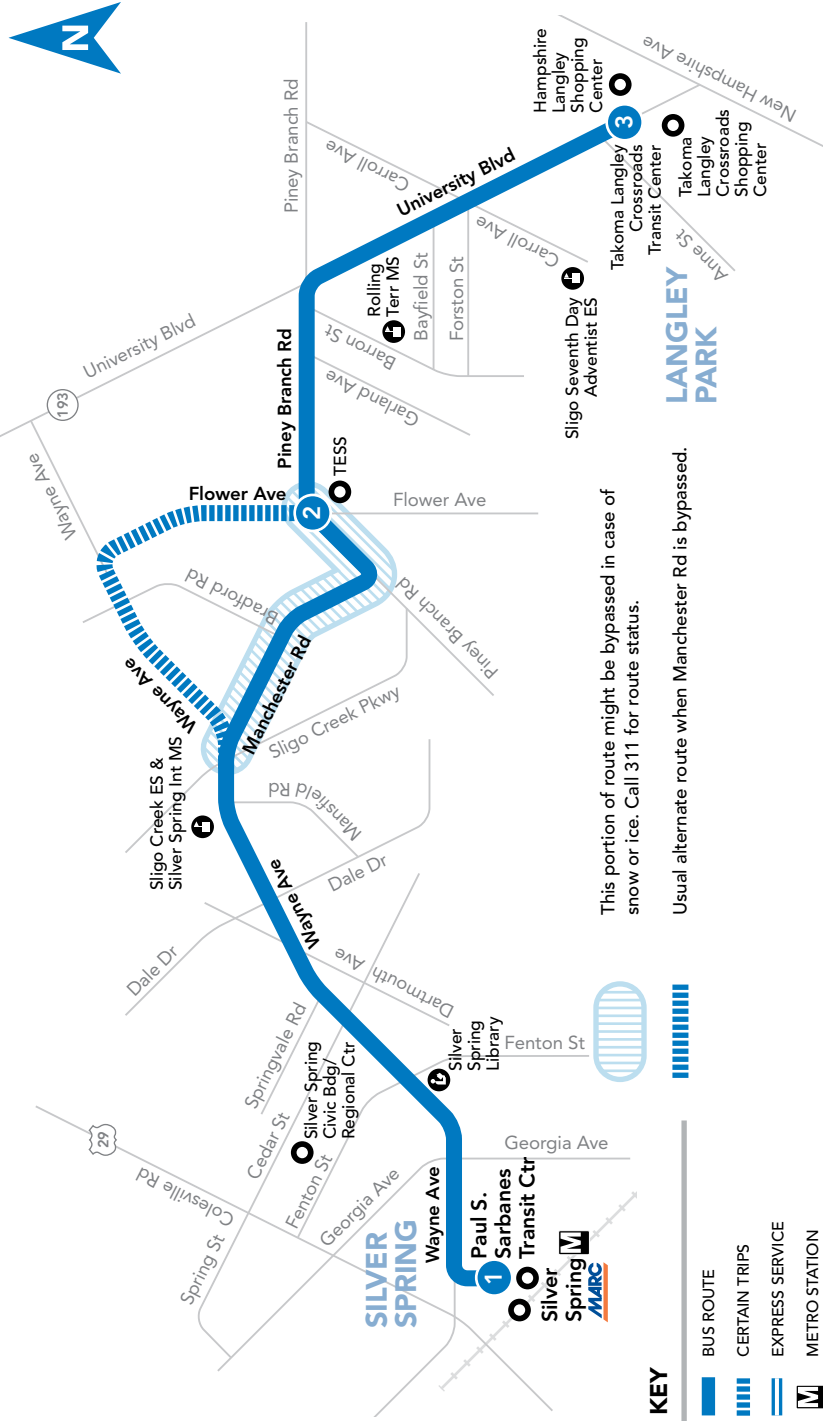 N
29
193
Colesville Rd
Spring St
Cedar St
Springvale Rd
Fenton St
Georgia Ave
Georgia Ave
Fenton St
SILVER
SPRING
Wayne Ave
Paul S.
Sarbanes
Transit Ctr
1
Silver
Spring
M
MARC
Silver Spring
Civic Bdg/
Regional Ctr
Silver
Spring
Library
Dartmouth Ave
Dale Dr
Dale Dr
Wayne Ave
Mansfield Rd
Sligo Creek ES &
Silver Spring Int MS
Sligo Creek Pkwy
Manchester Rd
Wayne Ave
Bradford Rd
Wayne Ave
Flower Ave
2
TESS
Flower Ave
Piney Branch Rd
Piney Branch Rd
Piney Branch Rd
University Blvd
Garland Ave
Barron St
Rolling
Terr MS
Bayfield St
Forston St
University Blvd
Carroll Ave
Carroll Ave
Sligo Seventh Day
Adventist ES
LANGLEY
PARK
Anne St
Takoma Langley
Crossroads
Transit Center
3
Hampshire
Langley
Shopping
Center
Takoma
Langley
Crossroads
Shopping
Center
New Hampshire Ave
KEY
BUS ROUTE
CERTAIN TRIPS
EXPRESS SERVICE
M METRO STATION
This portion of route might be bypassed in case of
snow or ice. Call 311 for route status.
Usual alternate route when Manchester Rd is bypassed.